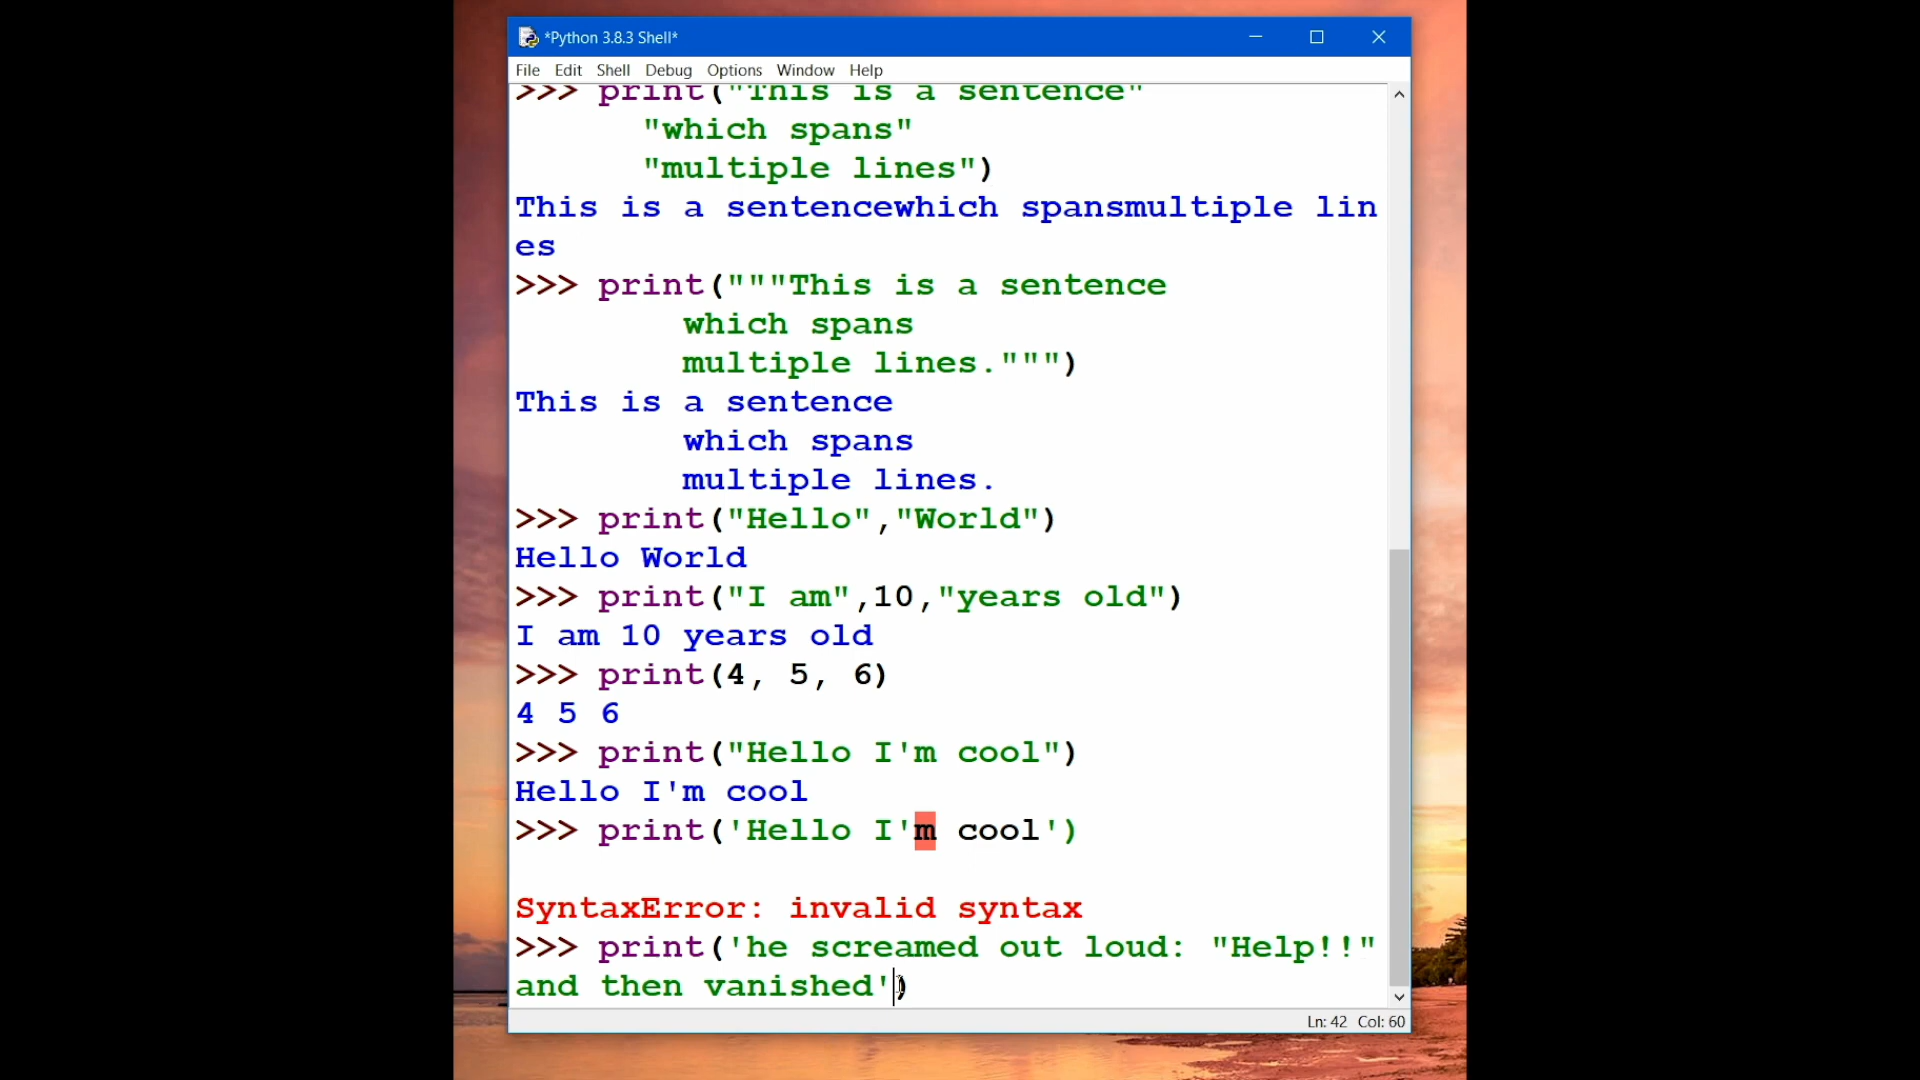 *Python 3.8.3 Shell*
File Edit Shell Debug Options Window Help
>>> print("This is a sentence"
"which spans"
"multiple lines")
This is a sentencewhich spansmultiple lin
es
>>> print("""This is a sentence
which spans
multiple lines.""")
This is a sentence
which spans
multiple lines.
>>> print("Hello","World")
Hello World
>>> print("I am",10,"years old")
I am 10 years old
>>> print(4, 5, 6)
4 5 6
>>> print("Hello I'm cool")
Hello I'm cool
>>> print('Hello I'm cool')
SyntaxError: invalid syntax
>>> print('he screamed out loud: "Help!!"
and then vanished')
Ln: 42 Col: 60